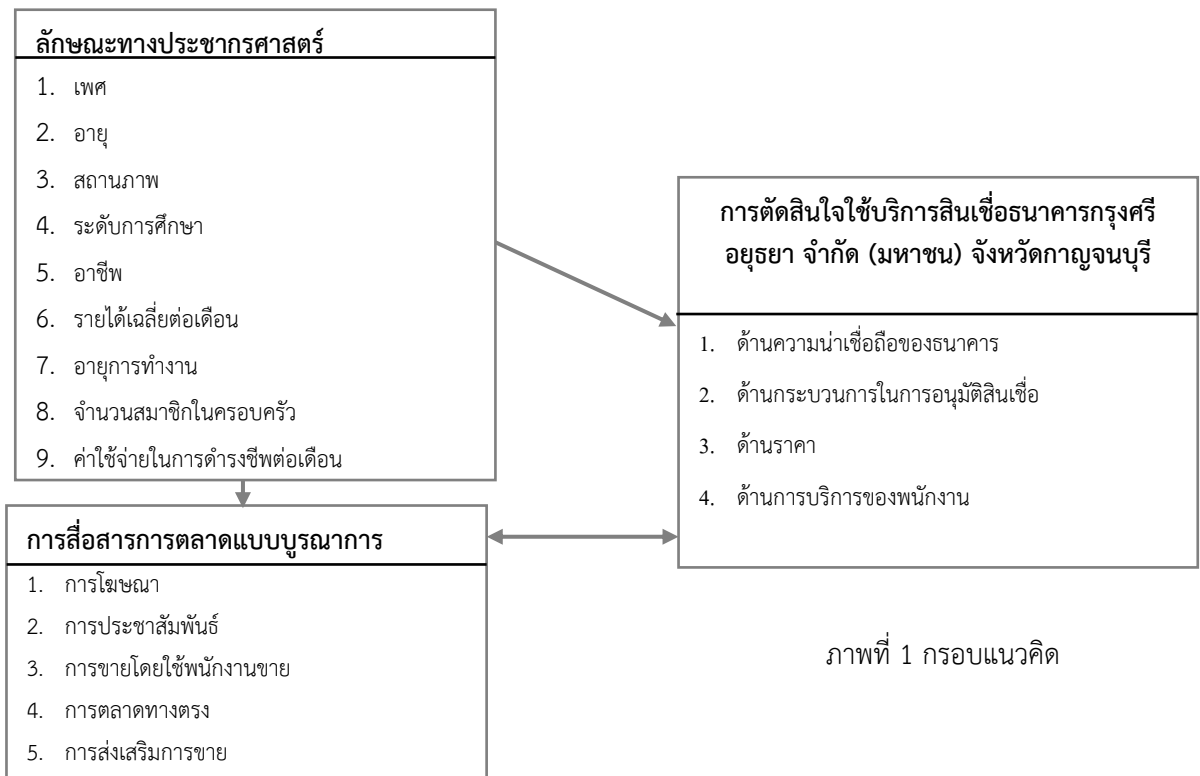 ลักษณะทางประชากรศาสตร์
1. เพศ
2. อายุ
3. สถานภาพ
4. ระดับการศึกษา
5. อาชีพ
6. รายได้เฉลี่ยต่อเดือน
7. อายุการทำงาน
8. จำนวนสมาชิกในครอบครัว
9. ค่าใช้จ่ายในการดำรงชีพต่อเดือน
การสื่อสารการตลาดแบบบูรณาการ
1. การโฆษณา
2. การประชาสัมพันธ์
3. การขายโดยใช้พนักงานขาย
4. การตลาดทางตรง
5. การส่งเสริมการขาย
การตัดสินใจใช้บริการสินเชื่อธนาคารกรุงศรี
อยุธยา จำกัด (มหาชน) จังหวัดกาญจนบุรี
1. ด้านความน่าเชื่อถือของธนาคาร
2. ด้านกระบวนการในการอนุมัติสินเชื่อ
3. ด้านราคา
4. ด้านการบริการของพนักงาน
ภาพที่ 1 กรอบแนวคิด